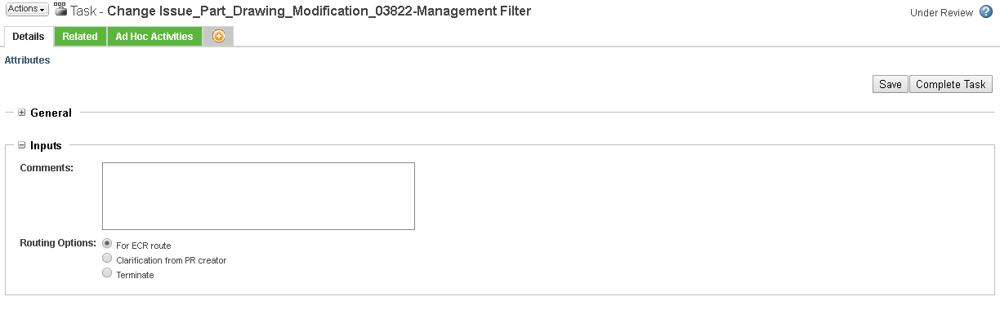 Actions Task - Change Issue_Part_Drawing_Modification_03822-Management Filter Under Review ?
Details Related Ad Hoc Activities
Attributes
Save Complete Task
General
Inputs
Comments:
Routing Options: For ECR route
Clarification from PR creator
Terminate